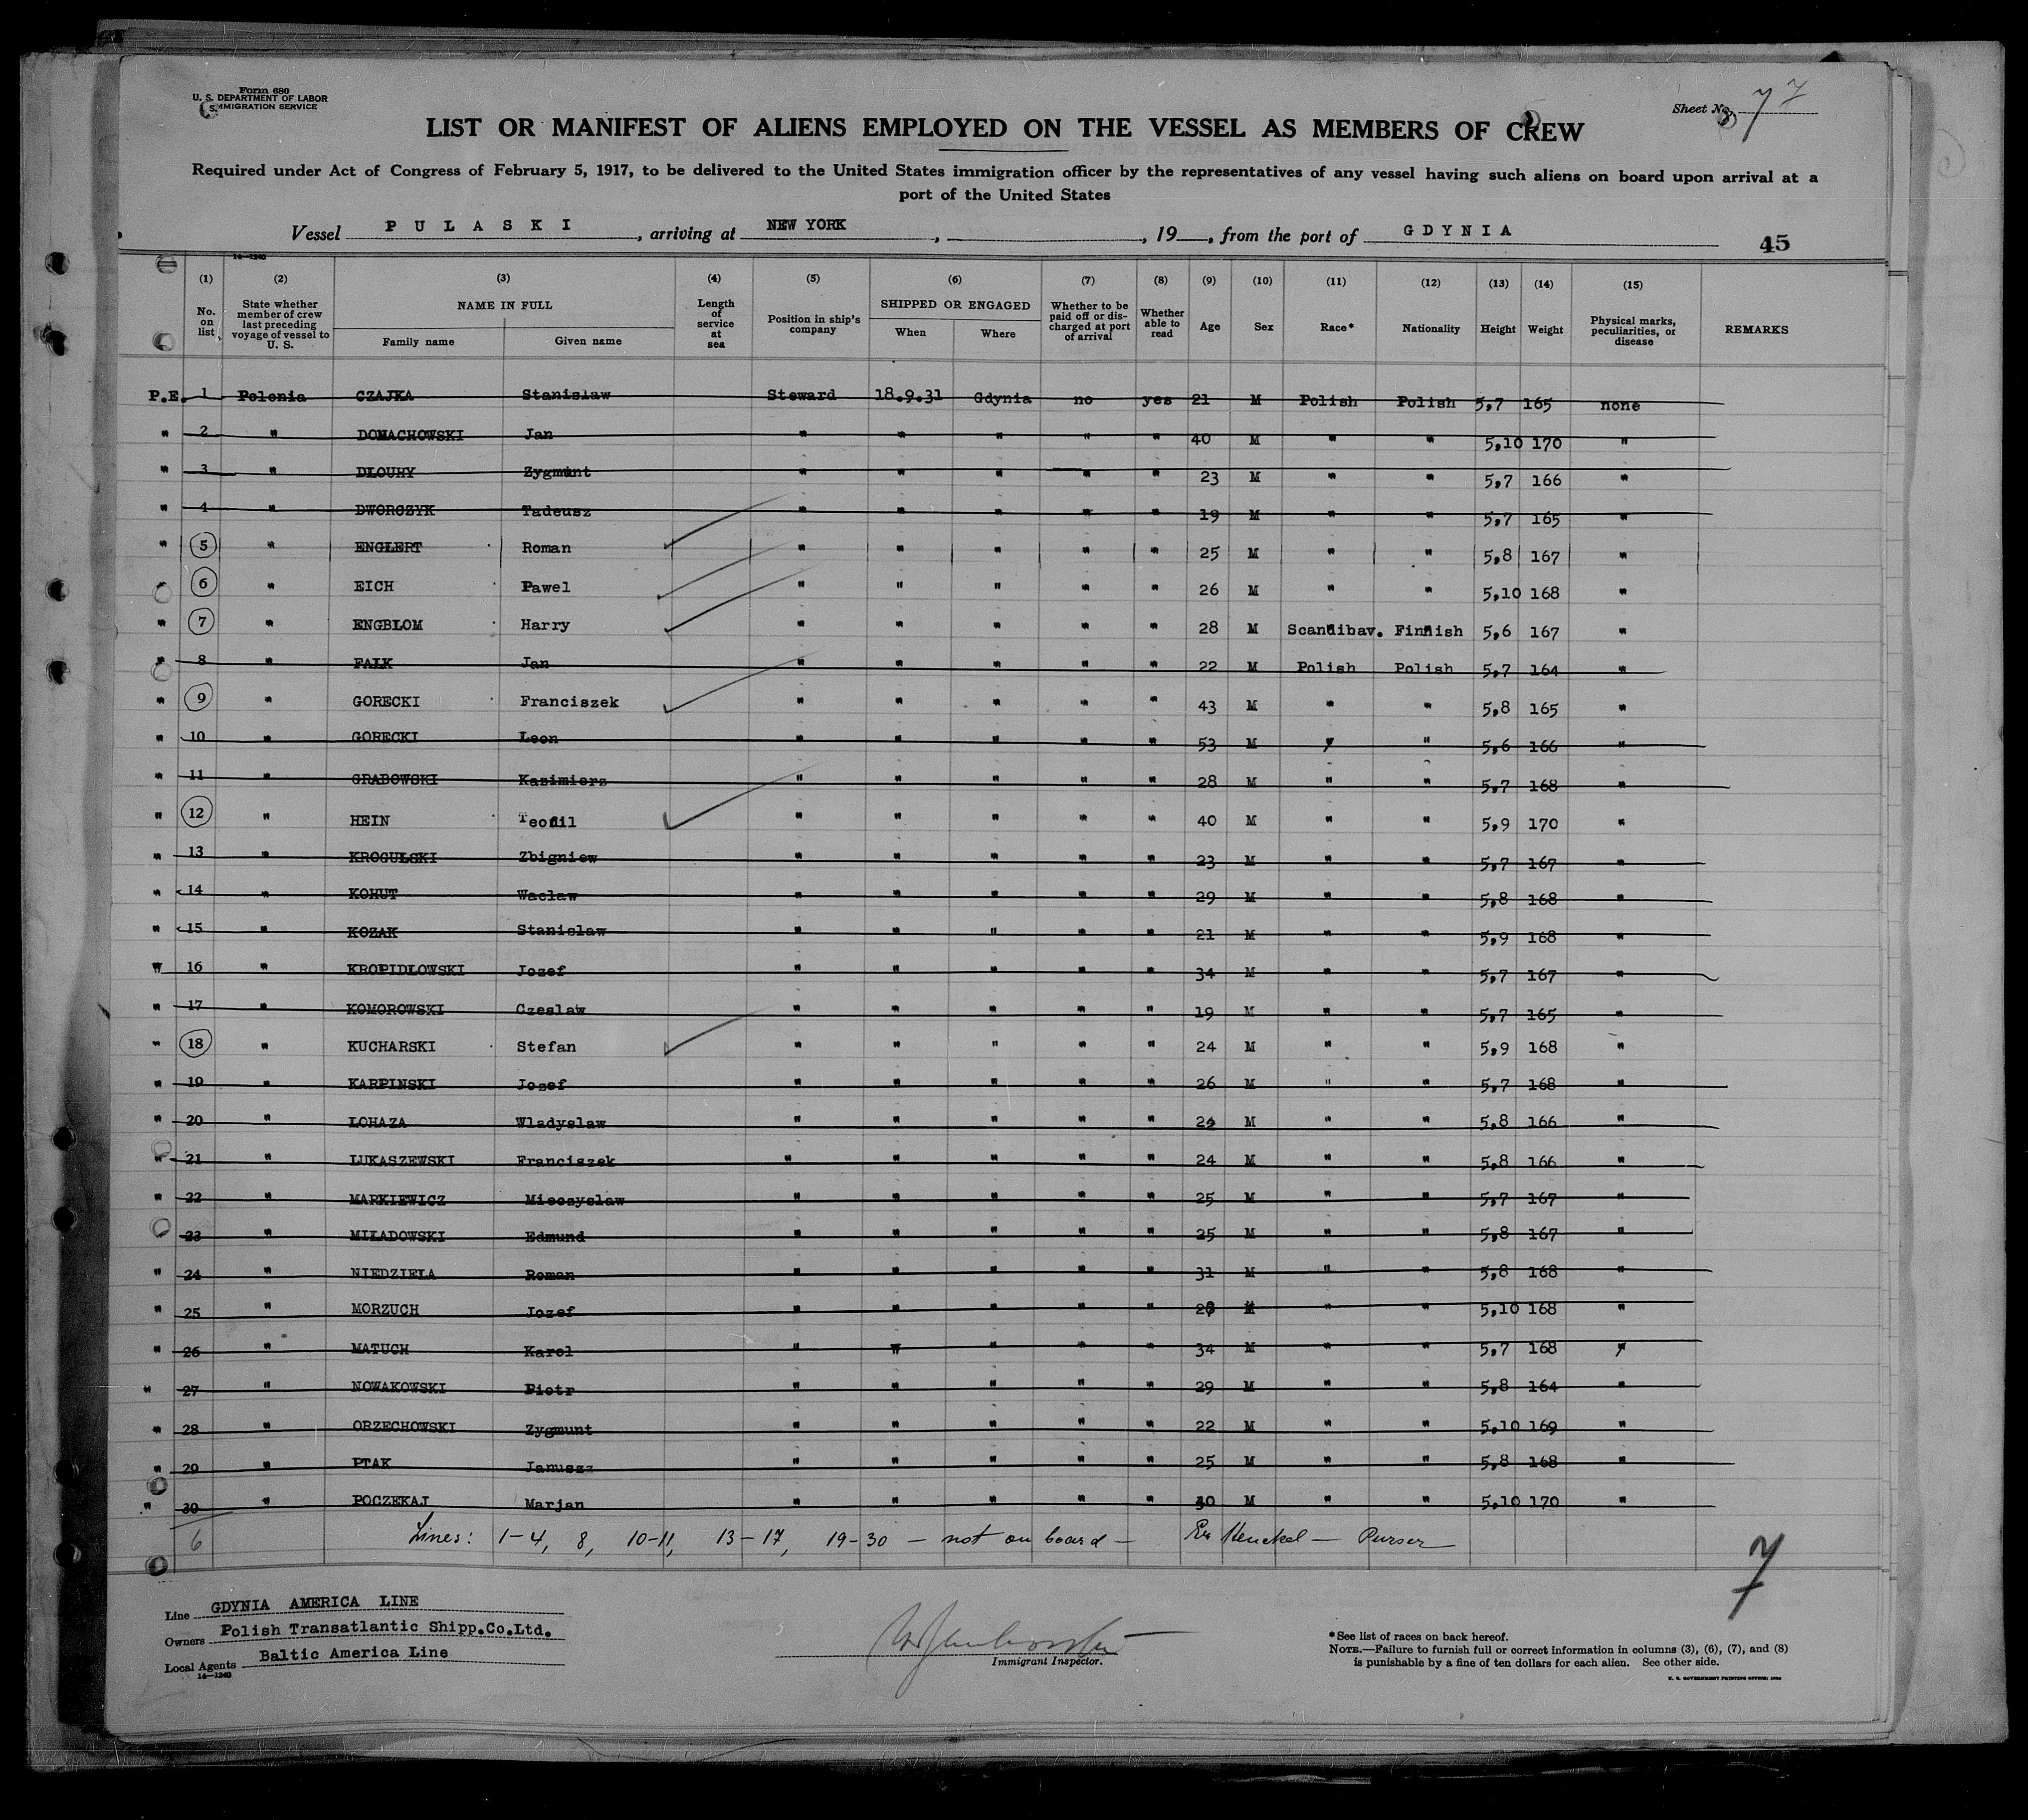 Form 680
U. S. DEPARTMENT OF LABOR
IMMIGRATION SERVICE
Sheet No. 7 7
LIST OR MANIFEST OF ALIENS EMPLOYED ON THE VESSEL AS MEMBERS OF CREW
Required under Act of Congress of February 5, 1917, to be delivered to the United States immigration officer by the representatives of any vessel having such aliens on board upon arrival at a
port of the United States
Vessel PULASKI, arriving at NEW YORK, , 19 , from the port of GDYNIA 45
14—1240
(1) No. on list (2) State whether member of crew last preceding voyage of vessel to U. S. (3) NAME IN FULL Family name Given name (4) Length of service at sea (5) Position in ship's company (6) SHIPPED OR ENGAGED When Where (7) Whether to be paid off or discharged at port of arrival (8) Whether able to read (9) Age (10) Sex (11) Race* (12) Nationality (13) Height (14) Weight (15) Physical marks, peculiarities, or disease REMARKS
P.E. 1 Polonia CZAJKA Stanislaw Steward 18.9.31 Gdynia no yes 21 M Polish Polish 5,7 165 none
" 2 " DOMACHOWSKI Jan " " " " " 40 M " " 5,10 170 "
" 3 " DLOUHY Zygmunt " " " " " 23 M " " 5,7 166 "
" 4 " DWORCZYK Tadeusz " " " " " 19 M " " 5,7 165 "
" 5 " ENGLERT Roman " " " " " 25 M " " 5,8 167 "
" 6 " EICH Pawel " " " " " 26 M " " 5,10 168 "
" 7 " ENGBLOM Harry " " " " " 28 M Scandibav. Finnish 5,6 167 "
" 8 " FALK Jan " " " " " 22 M Polish Polish 5,7 164 "
" 9 " GORECKI Franciszek " " " " " 43 M " " 5,8 165 "
" 10 " GORECKI Leon " " " " " 53 M " " 5,6 166 "
" 11 " GRABOWSKI Kazimierz " " " " " 28 M " " 5,7 168 "
" 12 " HEIN Teofil " " " " " 40 M " " 5,9 170 "
" 13 " KROGULSKI Zbigniew " " " " " 23 M " " 5,7 167 "
" 14 " KOHUT Waclaw " " " " " 29 M " " 5,8 168 "
" 15 " KOZAK Stanislaw " " " " " 21 M " " 5,9 168 "
" 16 " KROPIDLOWSKI Jozef " " " " " 34 M " " 5,7 167 "
" 17 " KOMOROWSKI Czeslaw " " " " " 19 M " " 5,7 165 "
" 18 " KUCHARSKI Stefan " " " " " 24 M " " 5,9 168 "
" 19 " KARPINSKI Jozef " " " " " 26 M " " 5,7 168 "
" 20 " LOHAZA Wladyslaw " " " " " 24 M " " 5,8 166 "
" 21 " LUKASZEWSKI Franciszek " " " " " 24 M " " 5,8 166 "
" 22 " MARKIEWICZ Mieczyslaw " " " " " 25 M " " 5,7 167 "
" 23 " MILADOWSKI Edmund " " " " " 25 M " " 5,8 167 "
" 24 " NIEDZIELA Roman " " " " " 31 M " " 5,8 168 "
" 25 " MORZUCH Jozef " " " " " M " " 5,10 168 "
" 26 " MATUCH Karol " " " " " 34 M " " 5,7 168 "
" 27 " NOWAKOWSKI Piotr " " " " " 29 M " " 5,8 164 "
" 28 " ORZECHOWSKI Zygmunt " " " " " 22 M " " 5,10 169 "
" 29 " PTAK Janusz " " " " " 25 M " " 5,8 168 "
" 30 " POCZEKAJ Marjan " " " " " 30 M " " 5,10 170 "
6 Lines: 1-4, 8, 10-11, 13-17, 19-30 - not on board - Henckel - Purser
7
Line GDYNIA AMERICA LINE
Owners Polish Transatlantic Shipp.Co.Ltd.
Local Agents Baltic America Line
14—1240
Immigrant Inspector.
*See list of races on back hereof.
NOTE.—Failure to furnish full or correct information in columns (3), (6), (7), and (8)
is punishable by a fine of ten dollars for each alien. See other side.
U. S. GOVERNMENT PRINTING OFFICE: 1930